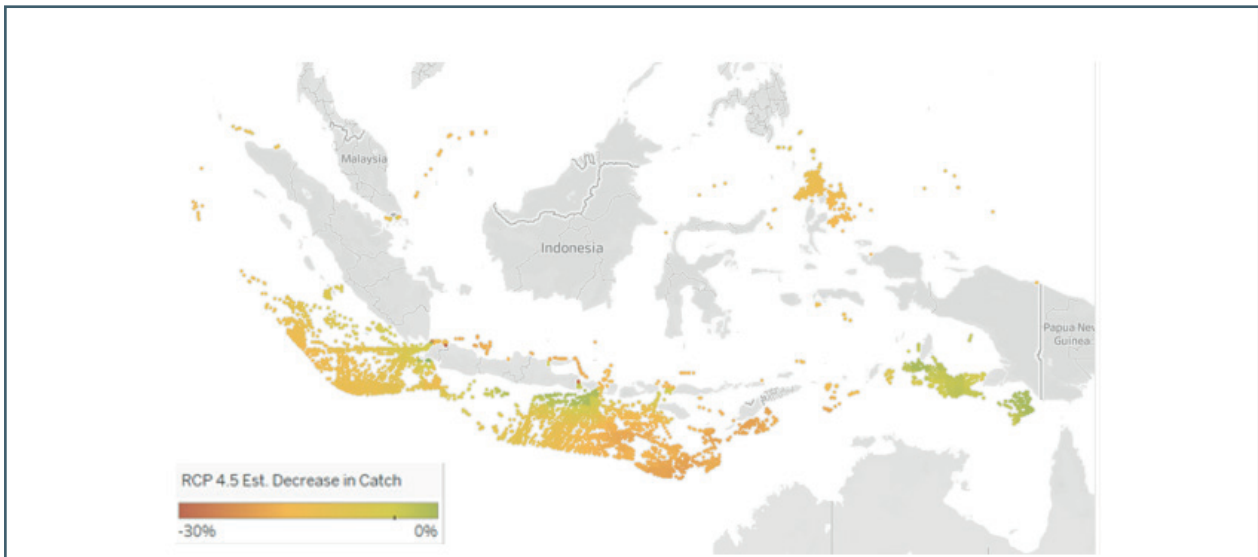 Malaysia
Indonesia
Papua New
Guinea
RCP 4.5 Est. Decrease in Catch
-30%
0%